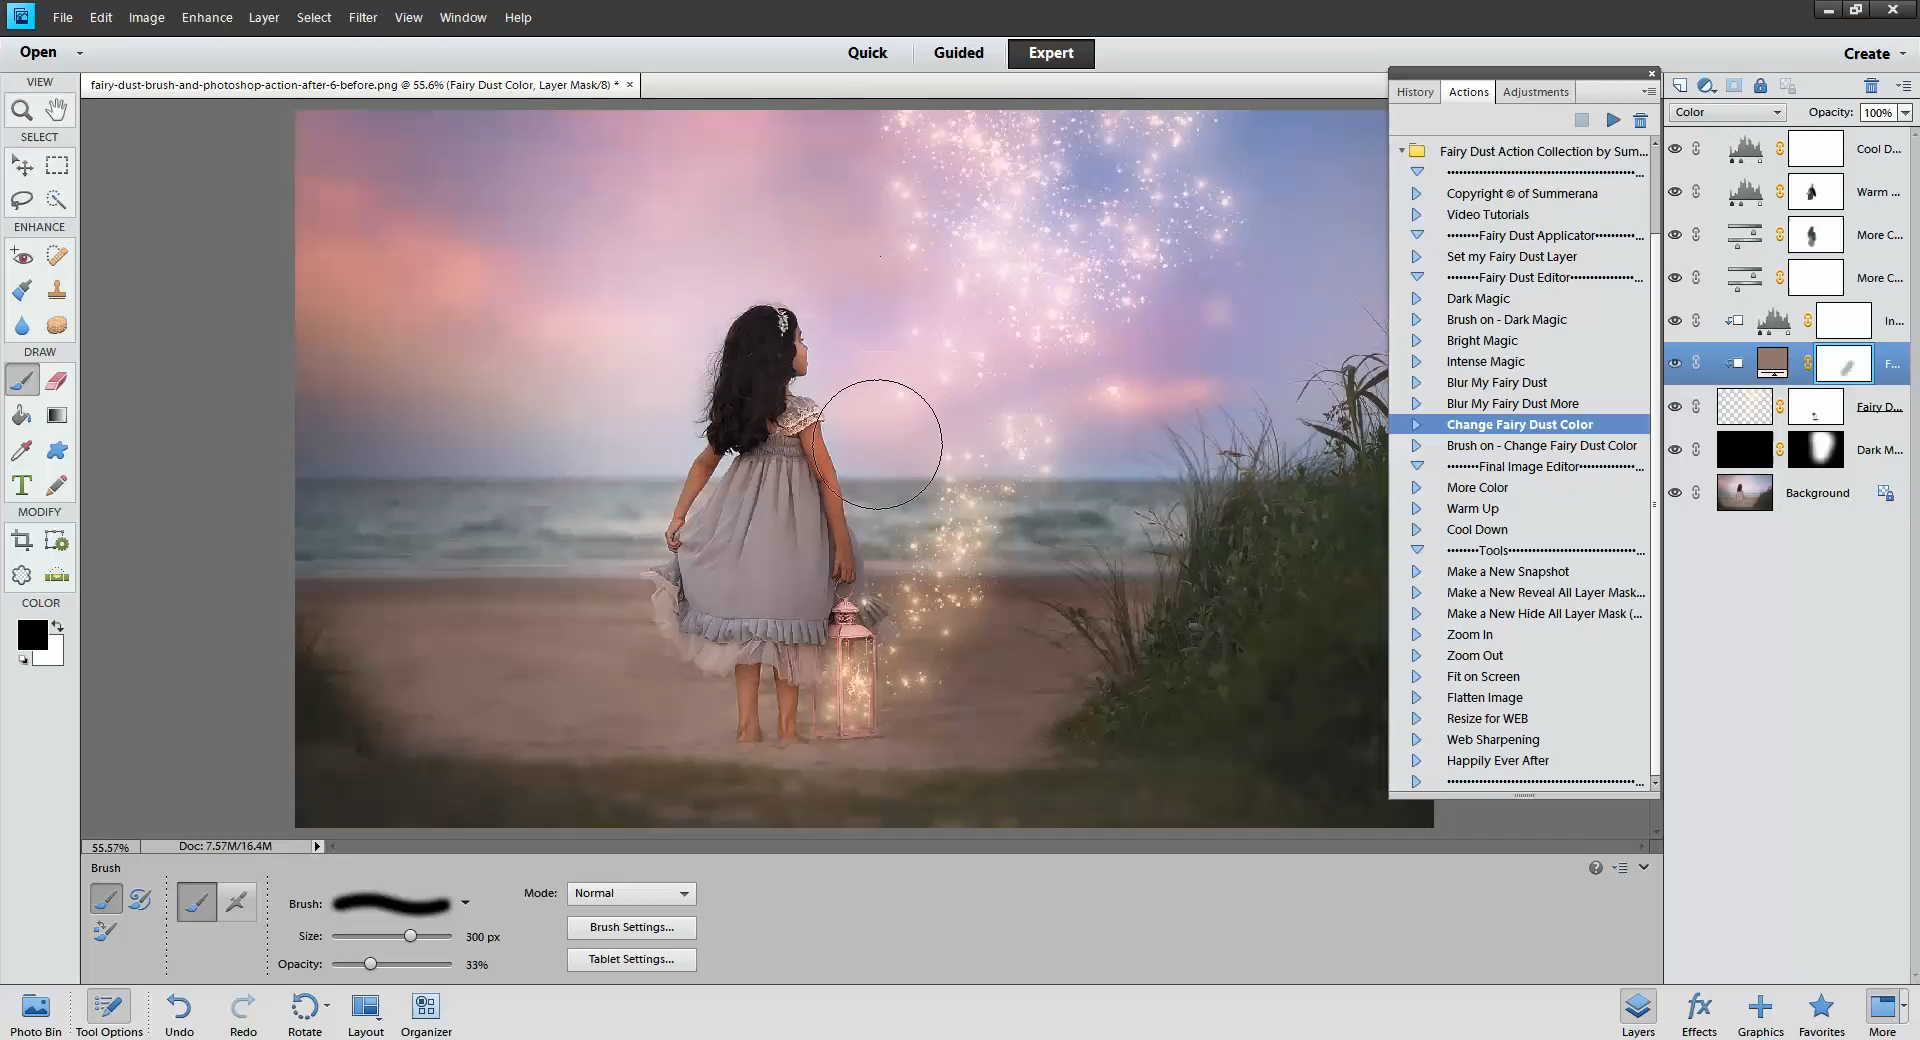 File Edit Image Enhance Layer Select Filter View Window Help
Open Quick Guided Expert Create
fairy-dust-brush-and-photoshop-action-after-6-before.png @ 55.6% (Fairy Dust Color, Layer Mask/8) *
VIEW
SELECT
ENHANCE
DRAW
MODIFY
COLOR
History Actions Adjustments
Fairy Dust Action Collection by Sum...
Copyright © of Summerana
Video Tutorials
Fairy Dust Applicator
Set my Fairy Dust Layer
Fairy Dust Editor
Dark Magic
Brush on - Dark Magic
Bright Magic
Intense Magic
Blur My Fairy Dust
Blur My Fairy Dust More
Change Fairy Dust Color
Brush on - Change Fairy Dust Color
Final Image Editor
More Color
Warm Up
Cool Down
Tools
Make a New Snapshot
Make a New Reveal All Layer Mask...
Make a New Hide All Layer Mask (...
Zoom In
Zoom Out
Fit on Screen
Flatten Image
Resize for WEB
Web Sharpening
Happily Ever After
Color Opacity: 100%
Cool D...
Warm ...
More C...
More C...
In...
F...
Fairy D...
Dark M...
Background
55.57% Doc: 7.57M/16.4M
Brush
Brush: Mode: Normal
Size: 300 px Brush Settings...
Opacity: 33% Tablet Settings...
Photo Bin Tool Options Undo Redo Rotate Layout Organizer Layers Effects Graphics Favorites More